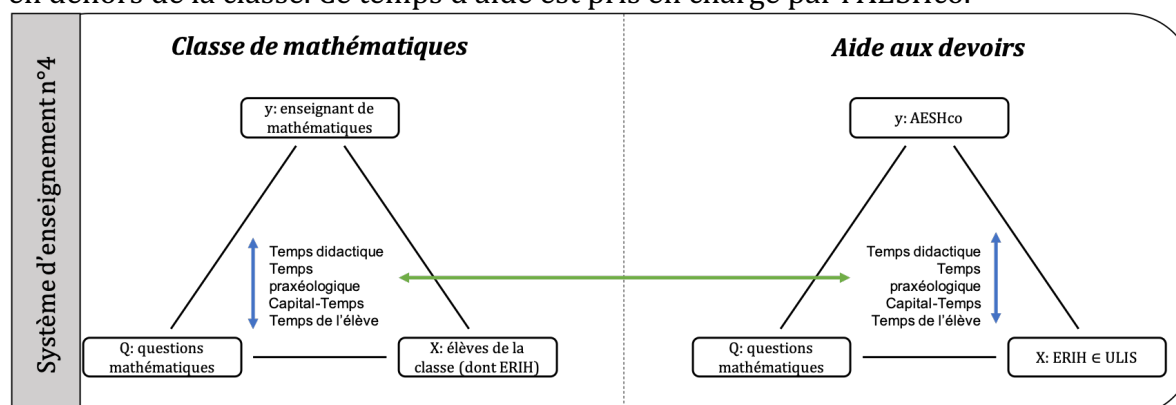 en dehors de la classe. Ce temps d'aide est pris en charge par l'AESHco.
Système d'enseignement n°4
Classe de mathématiques
y: enseignant de
mathématiques
Temps didactique
Temps
praxéologique
Capital-Temps
Temps de l'élève
Q: questions
mathématiques
X: élèves de la
classe (dont ERIH)
Aide aux devoirs
y: AESHco
Temps didactique
Temps
praxéologique
Capital-Temps
Temps de l'élève
Q: questions
mathématiques
X: ERIH ∈ ULIS